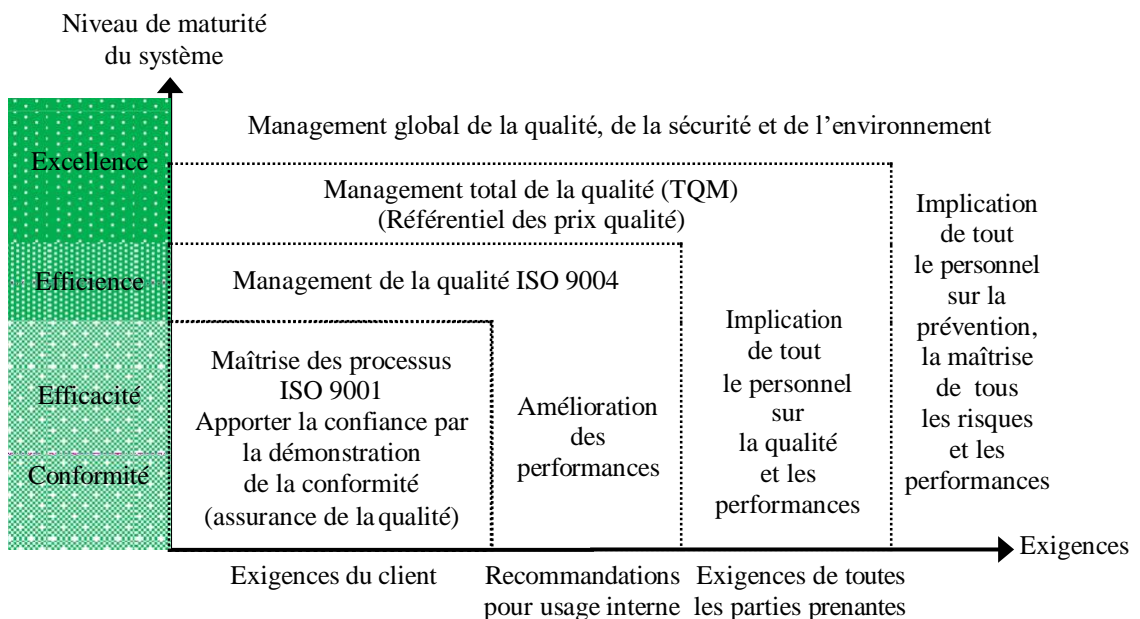 Niveau de maturité
du système
Management global de la qualité, de la sécurité et de l’environnement
Excellence
Management total de la qualité (TQM)
(Référentiel des prix qualité)
Efficience
Management de la qualité ISO 9004
Efficacité
Conformité
Maîtrise des processus
ISO 9001
Apporter la confiance par
la démonstration
de la conformité
(assurance de la qualité)
Amélioration
des
performances
Implication
de tout
le personnel
sur
la qualité
et les
performances
Implication
de tout
le personnel
sur la
prévention,
la maîtrise
de tous
les risques
et les
performances
Exigences
Exigences du client
Recommandations
pour usage interne
Exigences de toutes
les parties prenantes